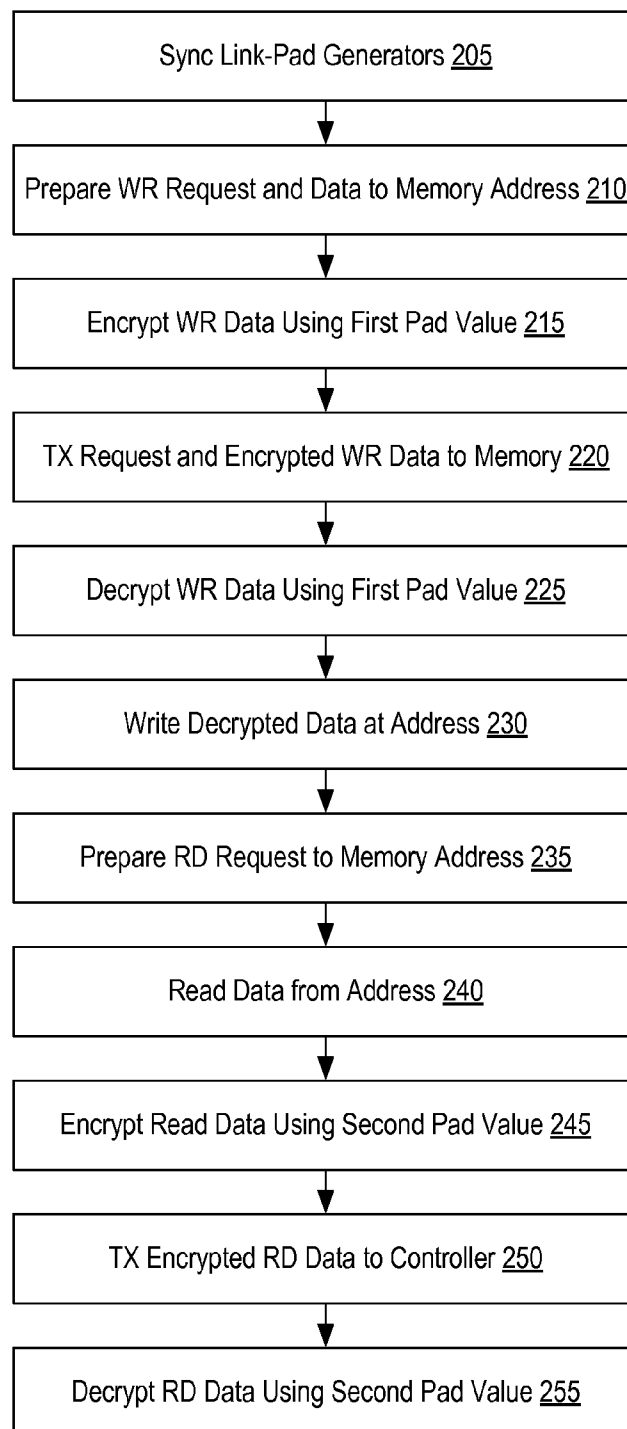 Sync Link-Pad Generators 205
Prepare WR Request and Data to Memory Address 210
Encrypt WR Data Using First Pad Value 215
TX Request and Encrypted WR Data to Memory 220
Decrypt WR Data Using First Pad Value 225
Write Decrypted Data at Address 230
Prepare RD Request to Memory Address 235
Read Data from Address 240
Encrypt Read Data Using Second Pad Value 245
TX Encrypted RD Data to Controller 250
Decrypt RD Data Using Second Pad Value 255